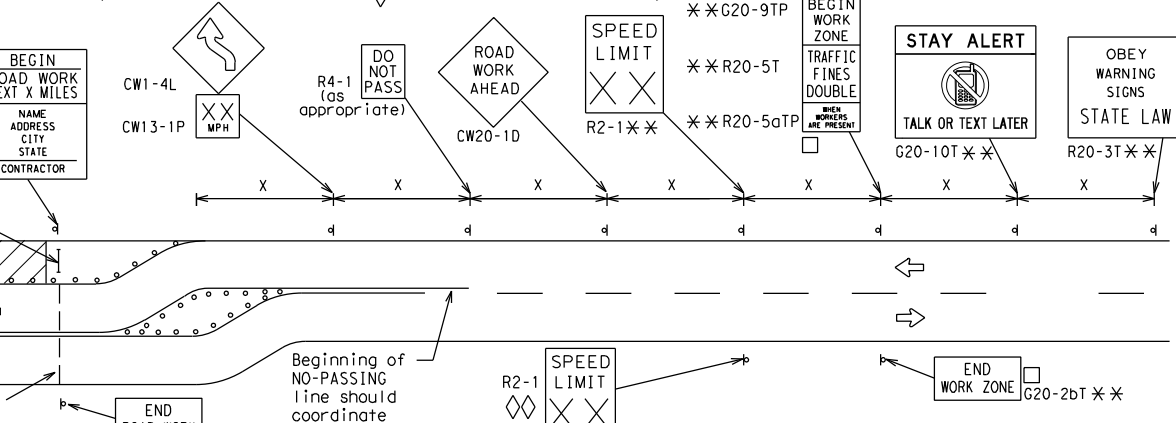 BEGIN
ROAD WORK
NEXT X MILES
NAME
ADDRESS
CITY
STATE
CONTRACTOR
CW1-4L
XX
MPH
CW13-1P
R4-1
(as
appropriate)
DO
NOT
PASS
ROAD
WORK
AHEAD
CW20-1D
SPEED
LIMIT
X X
R2-1**
**G20-9TP
**R20-5T
**R20-5aTP
BEGIN
WORK
ZONE
TRAFFIC
FINES
DOUBLE
WHEN
WORKERS
ARE PRESENT
STAY ALERT
TALK OR TEXT LATER
G20-10T**
OBEY
WARNING
SIGNS
STATE LAW
R20-3T**
X X X X X X X
Beginning of
NO-PASSING
line should
coordinate
R2-1
◇◇
SPEED
LIMIT
X X
END
WORK ZONE
G20-2bT **
END
ROAD WORK